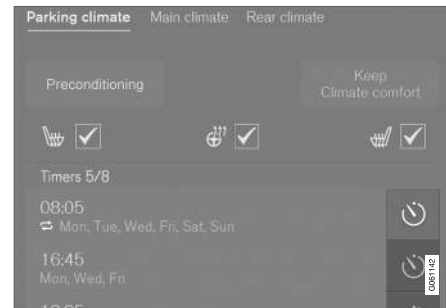 Parking climate Main climate Rear climate
Preconditioning
Keep
Climate comfort
Timers 5/8
08:05
Mon, Tue, Wed, Fri, Sat, Sun
16:45
Mon, Wed, Fri
G061142